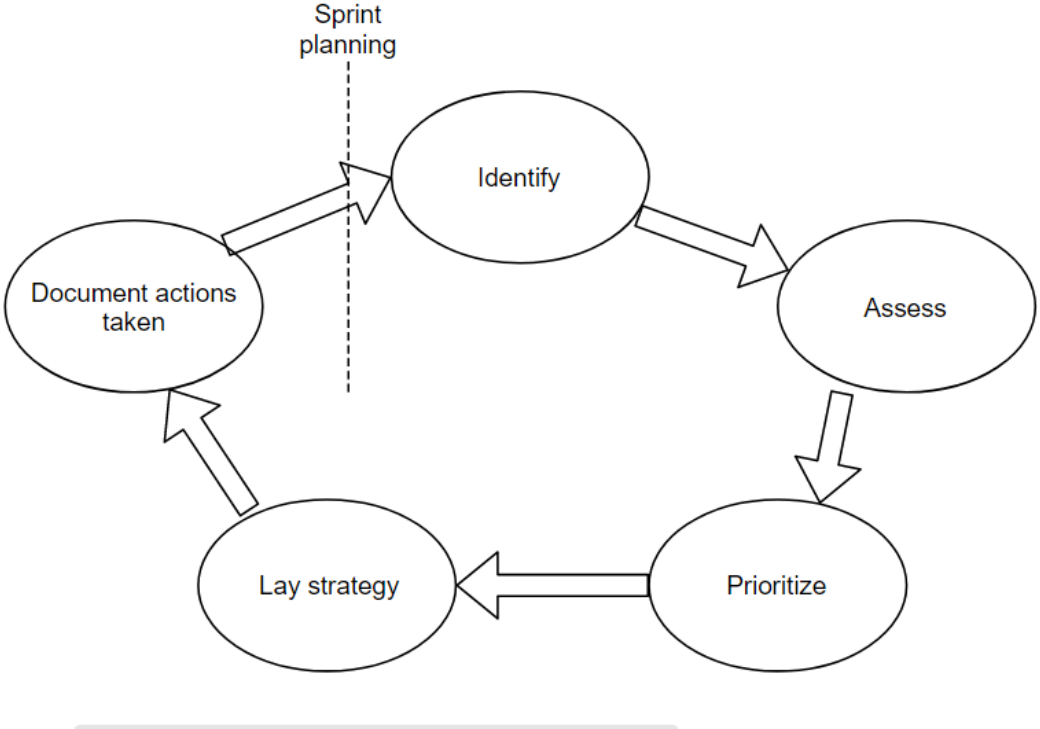 Sprint
planning
Identify
Document actions
taken
Assess
Lay strategy
Prioritize